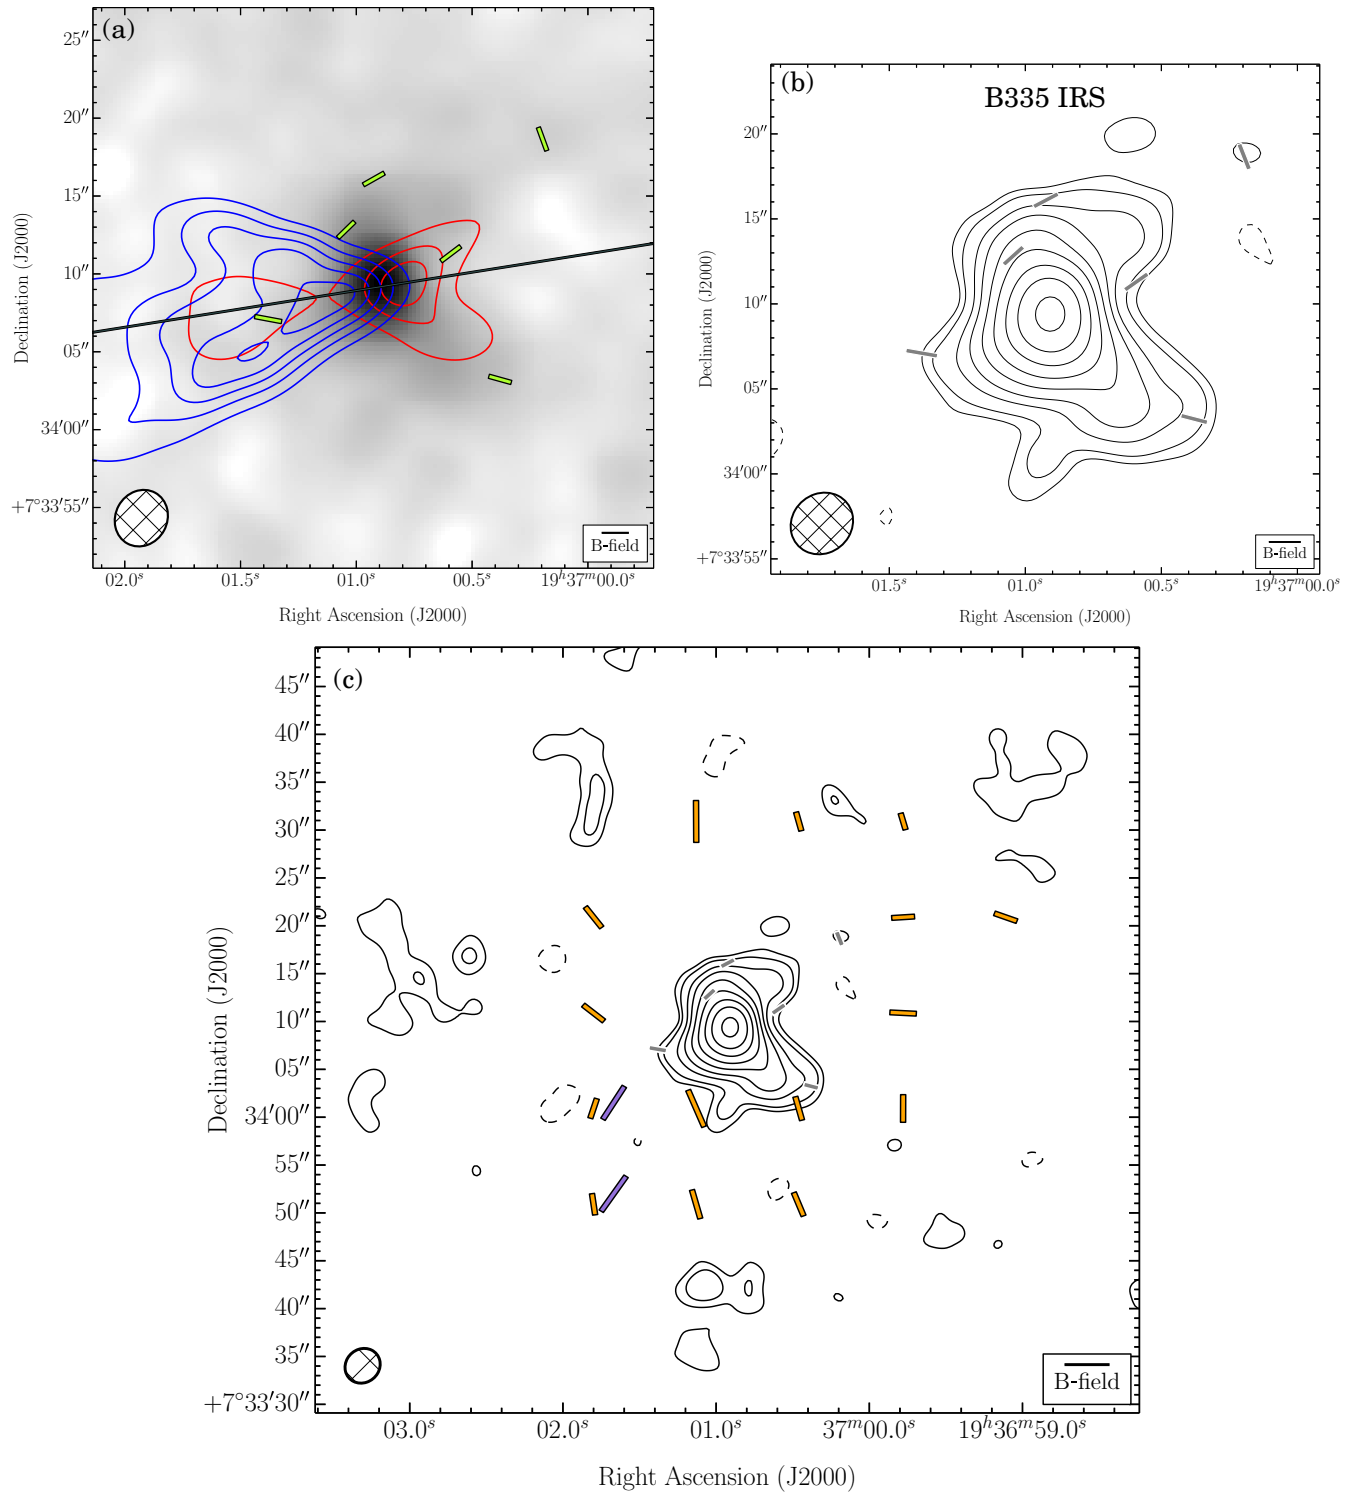 (a)
25″
20″
15″
10″
05″
34′00″
+7°33′55″
Declination (J2000)
02.0ˢ 01.5ˢ 01.0ˢ 00.5ˢ 19ʰ37ᵐ00.0ˢ
Right Ascension (J2000)
B-field
(b)
B335 IRS
20″
15″
10″
05″
34′00″
+7°33′55″
Declination (J2000)
01.5ˢ 01.0ˢ 00.5ˢ 19ʰ37ᵐ00.0ˢ
Right Ascension (J2000)
B-field
(c)
45″
40″
35″
30″
25″
20″
15″
10″
05″
34′00″
55″
50″
45″
40″
35″
+7°33′30″
Declination (J2000)
03.0ˢ 02.0ˢ 01.0ˢ 37ᵐ00.0ˢ 19ʰ36ᵐ59.0ˢ
Right Ascension (J2000)
B-field